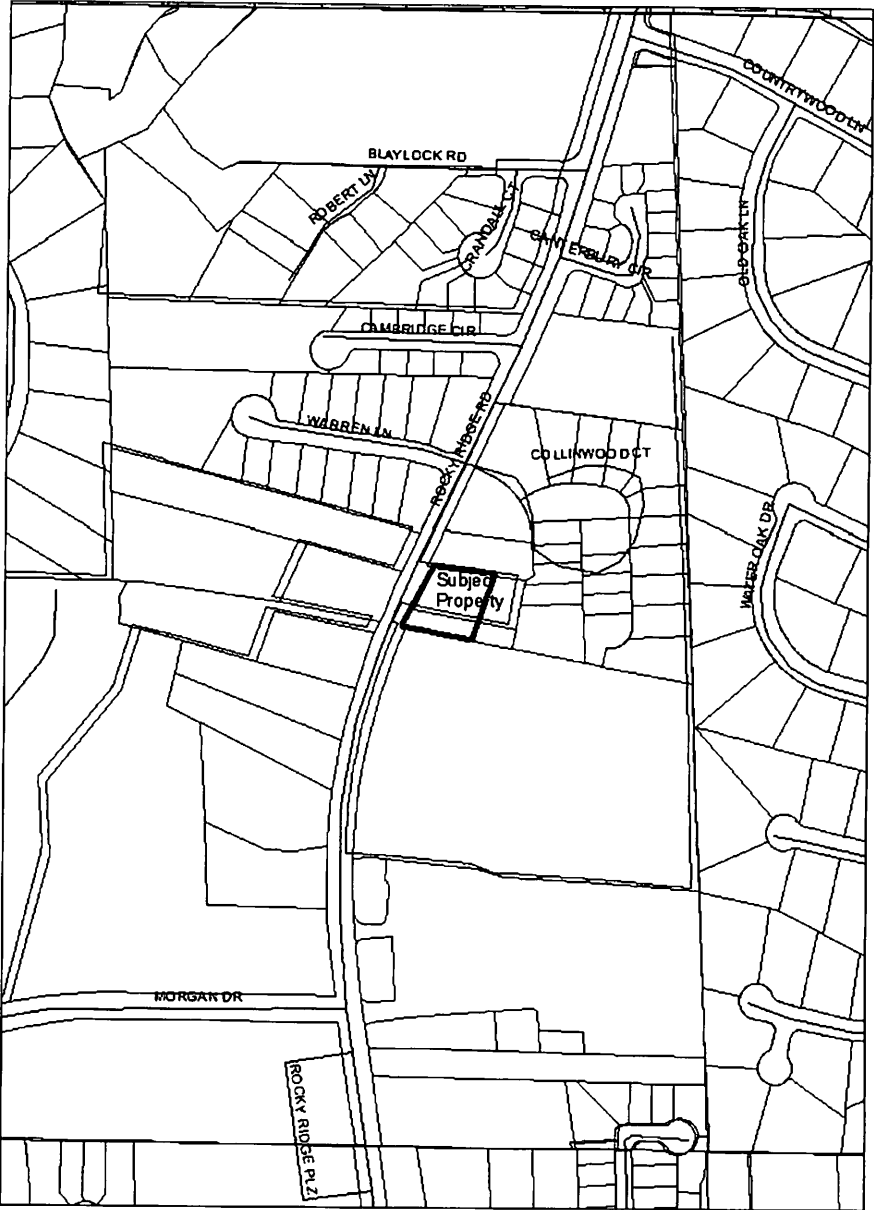 COUNTRYWOOD LN
BLAYLOCK RD
ROBERT LN
CRANDALL CT
OLD OAK LN
CANTERBURY CIR
CAMBRIDGE CIR
WARREN LN
ROCKY RIDGE RD
COLLINWOOD CT
WATER OAK DR
Subject
Property
MORGAN DR
ROCKY RIDGE PLZ